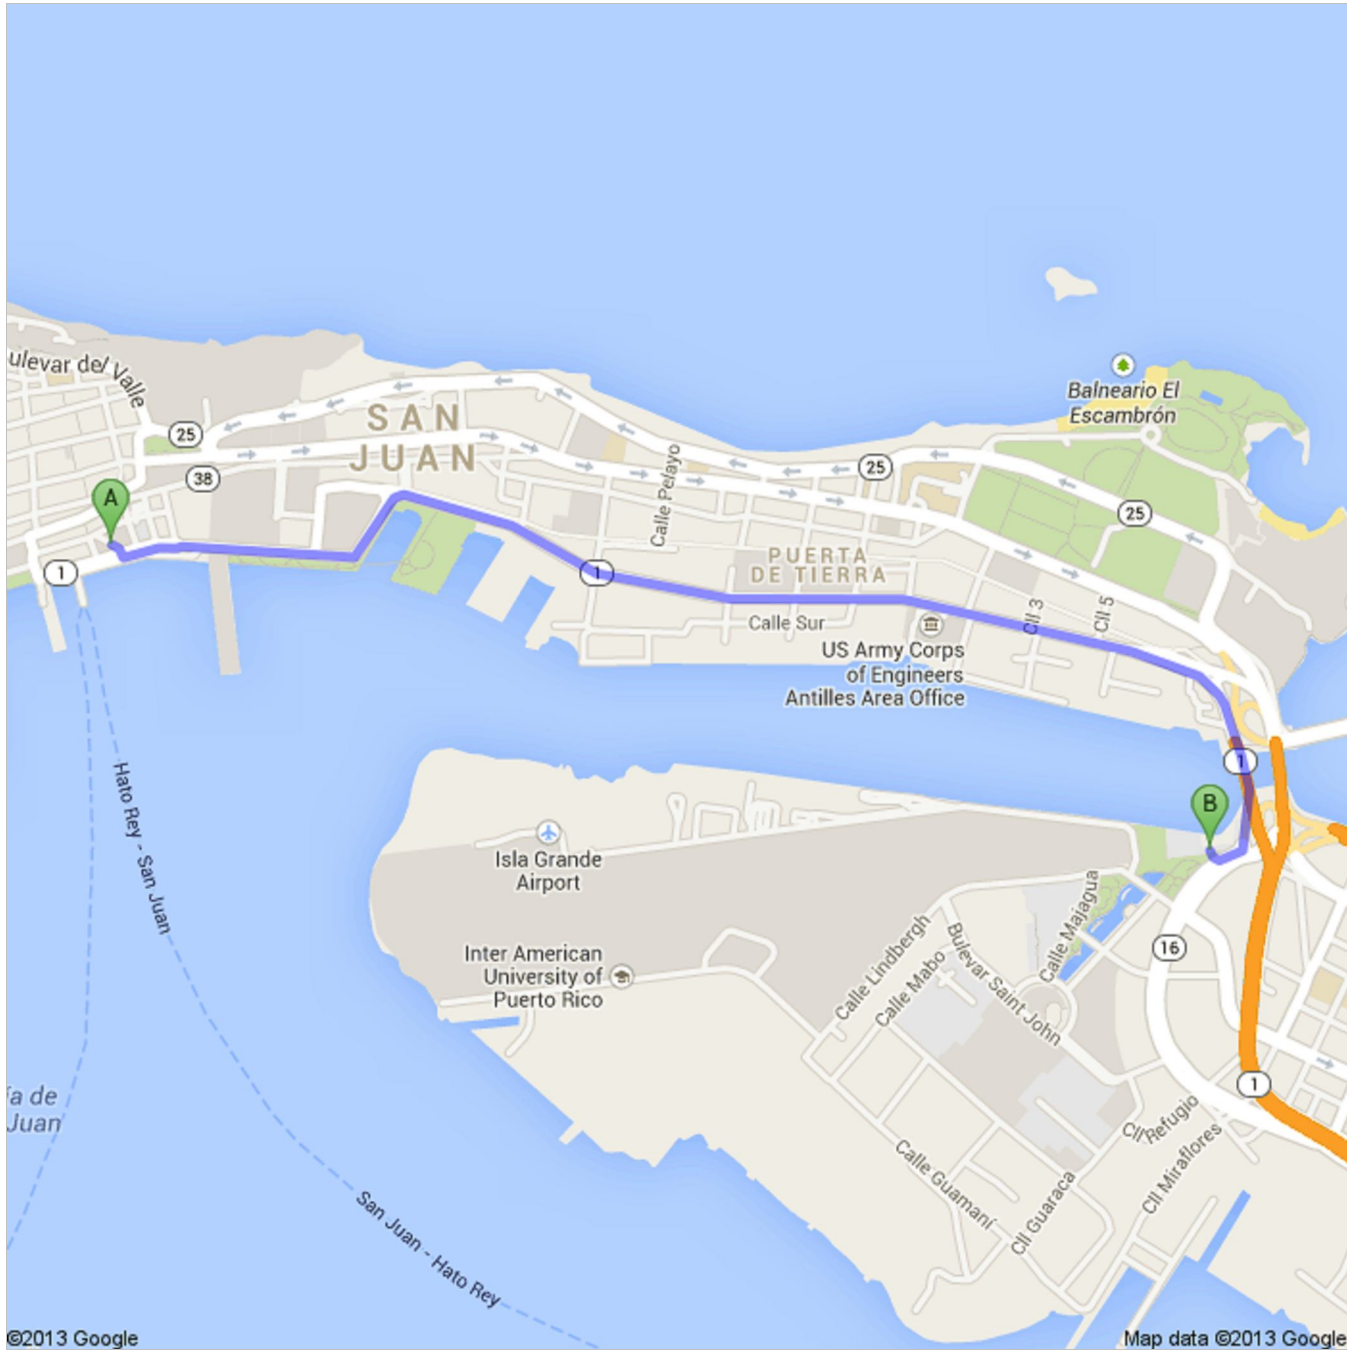 ulevar del Valle
25
38
A
1
SAN
JUAN
Calle Pelayo
25
Balneario El
Escambrón
25
1
PUERTA
DE TIERRA
Calle Sur
Cll 3
Cll 5
US Army Corps
of Engineers
Antilles Area Office
1
B
Hato Rey - San Juan
Isla Grande
Airport
Inter American
University of
Puerto Rico
Calle Lindbergh
Calle Mabo
Bulevar Saint John
Calle Majagua
16
1
ía de
Juan
Cll Refugio
Cll Miraflores
Calle Guamaní
Cll Guaraca
San Juan - Hato Rey
©2013 Google
Map data ©2013 Google